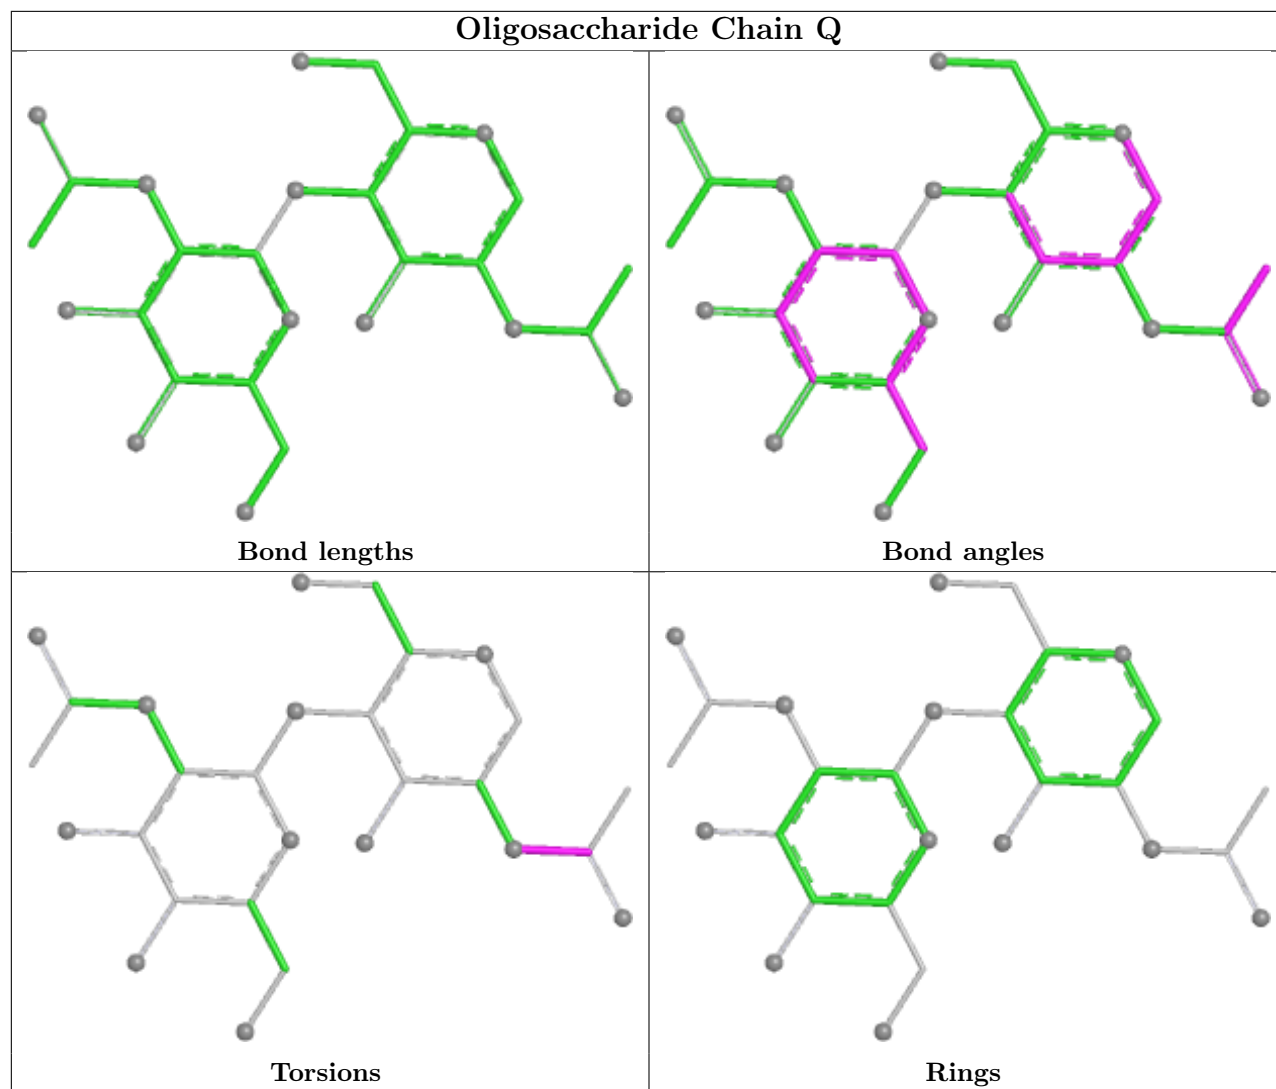 Oligosaccharide Chain Q
Bond lengths
Bond angles
Torsions
Rings